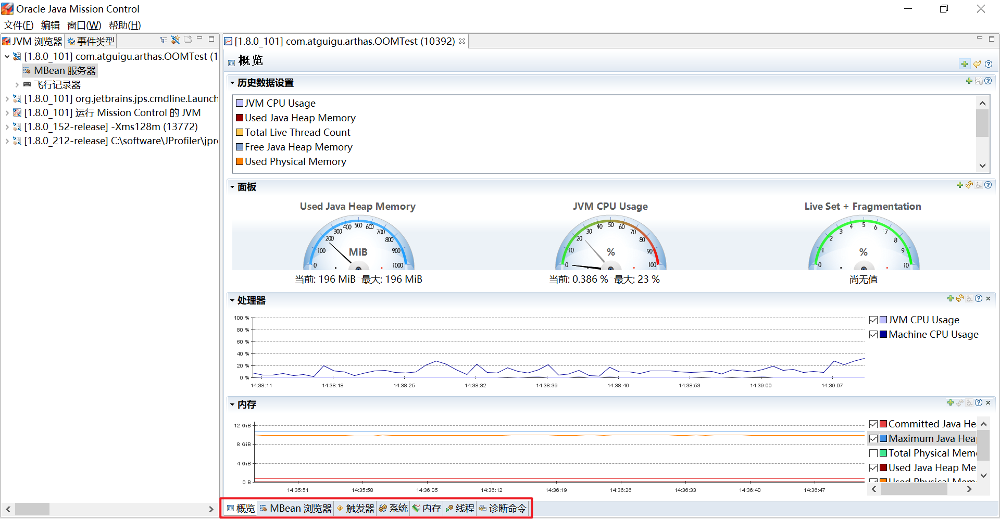 Oracle Java Mission Control
文件(F) 编辑 窗口(W) 帮助(H)
JVM 浏览器 事件类型
[1.8.0_101] com.atguigu.arthas.OOMTest (1
MBean 服务器
飞行记录器
[1.8.0_101] org.jetbrains.jps.cmdline.Launch
[1.8.0_101] 运行 Mission Control 的 JVM
[1.8.0_152-release] -Xms128m (13772)
[1.8.0_212-release] C:\software\JProfiler\jpro
[1.8.0_101] com.atguigu.arthas.OOMTest (10392)
概览
历史数据设置
JVM CPU Usage
Used Java Heap Memory
Total Live Thread Count
Free Java Heap Memory
Used Physical Memory
面板
Used Java Heap Memory
0 100 200 300 400 500 600 700 800 900 1000
MiB
当前: 196 MiB 最大: 196 MiB
JVM CPU Usage
0 10 20 30 40 50 60 70 80 90 100
%
当前: 0.386 % 最大: 23 %
Live Set + Fragmentation
0 1 2 3 4 5 6 7 8 9 10
%
尚无值
处理器
100 %
80 %
60 %
40 %
20 %
0 %
14:38:11 14:38:18 14:38:25 14:38:32 14:38:39 14:38:46 14:38:53 14:39:00 14:39:07
JVM CPU Usage
Machine CPU Usage
内存
12 GiB
8 GiB
4 GiB
0 B
14:35:51 14:35:58 14:36:05 14:36:12 14:36:19 14:36:26 14:36:33 14:36:40 14:36:47
Committed Java He
Maximum Java Hea
Total Physical Mem
Used Java Heap Me
Used Physical Mem
概览 MBean 浏览器 触发器 系统 内存 线程 诊断命令